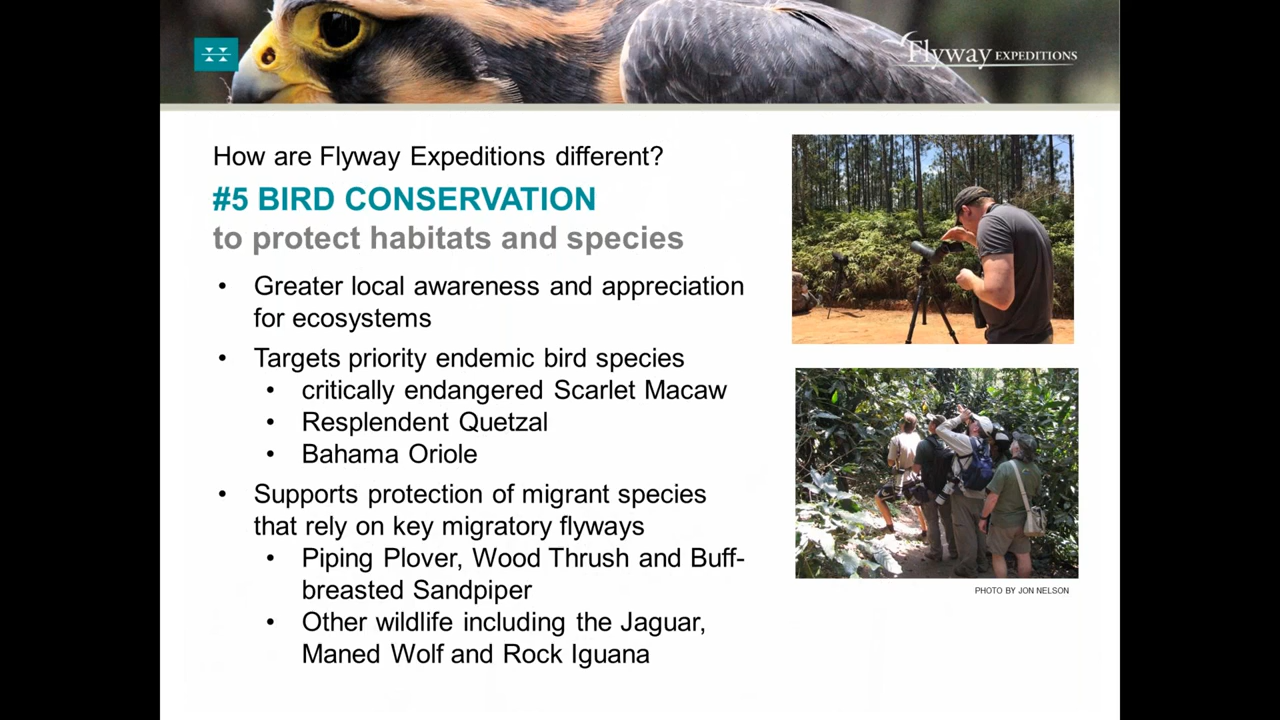 Flyway EXPEDITIONS
How are Flyway Expeditions different?
#5 BIRD CONSERVATION
to protect habitats and species
• Greater local awareness and appreciation
for ecosystems
• Targets priority endemic bird species
• critically endangered Scarlet Macaw
• Resplendent Quetzal
• Bahama Oriole
• Supports protection of migrant species
that rely on key migratory flyways
• Piping Plover, Wood Thrush and Buff-
breasted Sandpiper
• Other wildlife including the Jaguar,
Maned Wolf and Rock Iguana
PHOTO BY JON NELSON